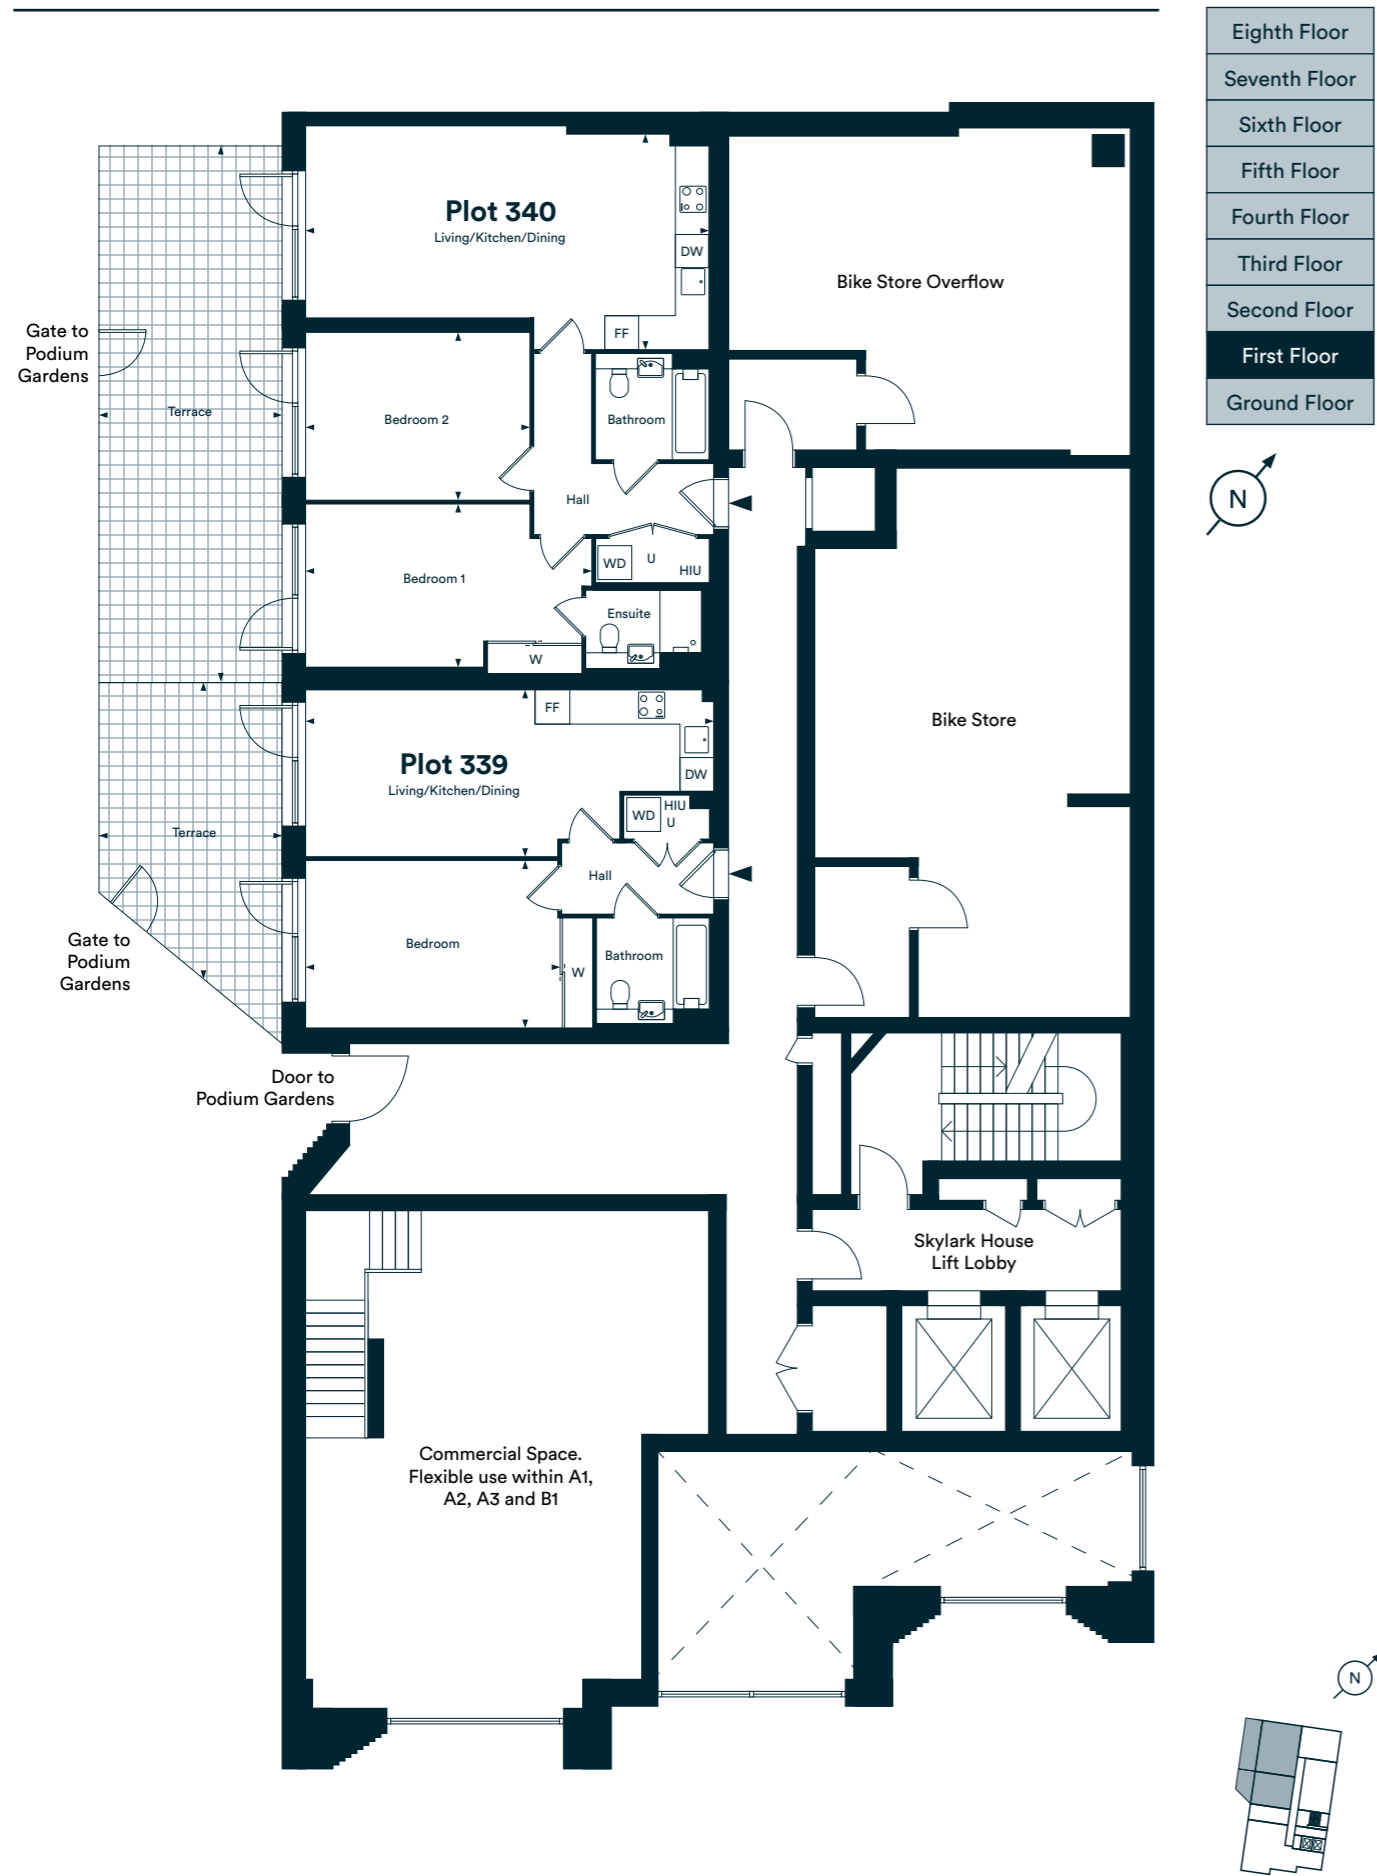 Eighth Floor
Seventh Floor
Sixth Floor
Fifth Floor
Fourth Floor
Third Floor
Second Floor
First Floor
Ground Floor
N
Plot 340
Living/Kitchen/Dining
DW
FF
Bike Store Overflow
Gate to
Podium
Gardens
Terrace
Bedroom 2
Bathroom
Hall
Bedroom 1
WD
U
HIU
Ensuite
W
FF
Plot 339
Living/Kitchen/Dining
DW
WD
HIU
U
Bike Store
Terrace
Hall
Gate to
Podium
Gardens
Bedroom
W
Bathroom
Door to
Podium Gardens
Skylark House
Lift Lobby
Commercial Space.
Flexible use within A1,
A2, A3 and B1
N